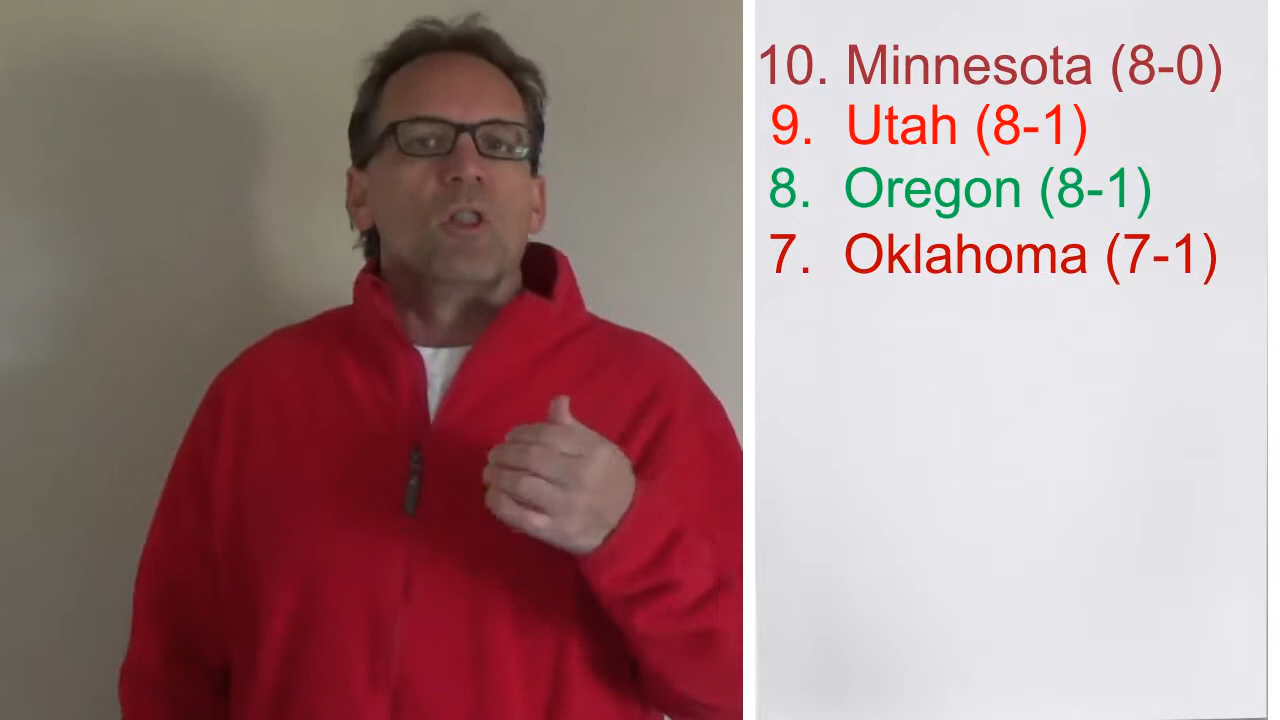 10. Minnesota (8-0)
9. Utah (8-1)
8. Oregon (8-1)
7. Oklahoma (7-1)